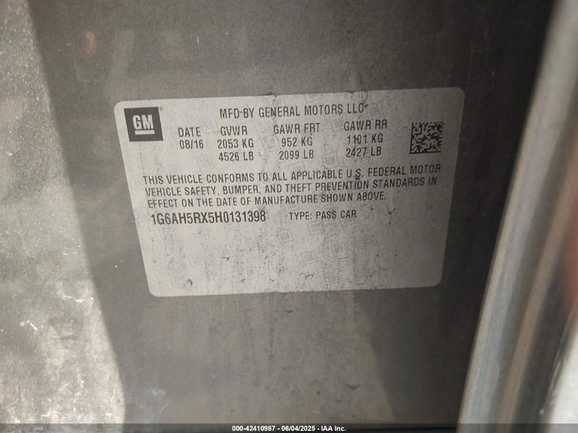 GM
MFD BY GENERAL MOTORS LLC
DATE GVWR GAWR FRT GAWR RR
08/16 2053 KG 952 KG 1101 KG
4526 LB 2099 LB 2427 LB
THIS VEHICLE CONFORMS TO ALL APPLICABLE U.S. FEDERAL MOTOR
VEHICLE SAFETY, BUMPER, AND THEFT PREVENTION STANDARDS IN
EFFECT ON THE DATE OF MANUFACTURE SHOWN ABOVE.
1G6AH5RX5H0131398 TYPE: PASS CAR
000-42410987 - 06/04/2025 - IAA Inc.